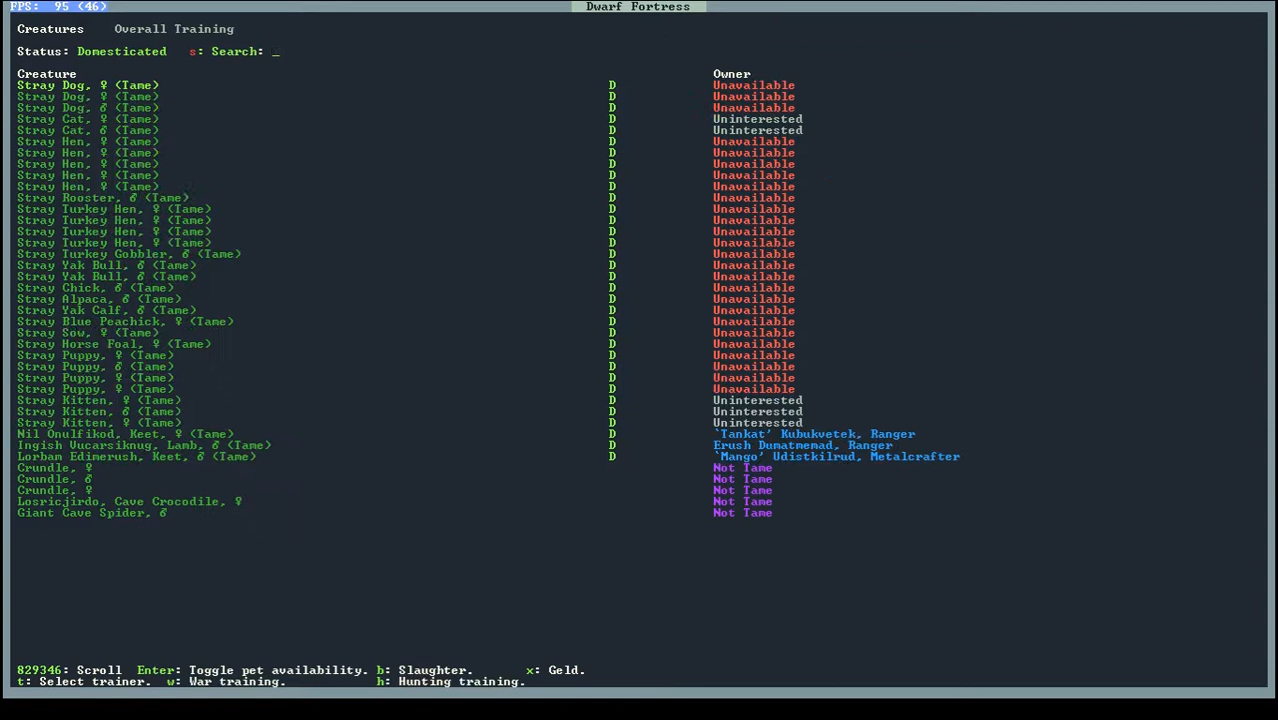 FPS: 95 (46) Dwarf Fortress
Creatures Overall Training
Status: Domesticated s: Search: _
Creature Owner
Stray Dog, ♀ (Tame) D Unavailable
Stray Dog, ♀ (Tame) D Unavailable
Stray Dog, ♂ (Tame) D Unavailable
Stray Cat, ♀ (Tame) D Uninterested
Stray Cat, ♂ (Tame) D Uninterested
Stray Hen, ♀ (Tame) D Unavailable
Stray Hen, ♀ (Tame) D Unavailable
Stray Hen, ♀ (Tame) D Unavailable
Stray Hen, ♀ (Tame) D Unavailable
Stray Hen, ♀ (Tame) D Unavailable
Stray Rooster, ♂ (Tame) D Unavailable
Stray Turkey Hen, ♀ (Tame) D Unavailable
Stray Turkey Hen, ♀ (Tame) D Unavailable
Stray Turkey Hen, ♀ (Tame) D Unavailable
Stray Turkey Hen, ♀ (Tame) D Unavailable
Stray Turkey Gobbler, ♂ (Tame) D Unavailable
Stray Yak Bull, ♂ (Tame) D Unavailable
Stray Yak Bull, ♂ (Tame) D Unavailable
Stray Chick, ♂ (Tame) D Unavailable
Stray Alpaca, ♂ (Tame) D Unavailable
Stray Yak Calf, ♂ (Tame) D Unavailable
Stray Blue Peachick, ♀ (Tame) D Unavailable
Stray Sow, ♀ (Tame) D Unavailable
Stray Horse Foal, ♀ (Tame) D Unavailable
Stray Puppy, ♀ (Tame) D Unavailable
Stray Puppy, ♂ (Tame) D Unavailable
Stray Puppy, ♀ (Tame) D Unavailable
Stray Puppy, ♀ (Tame) D Unavailable
Stray Kitten, ♀ (Tame) D Uninterested
Stray Kitten, ♂ (Tame) D Uninterested
Stray Kitten, ♀ (Tame) D Uninterested
Nil Onulfikod, Keet, ♀ (Tame) D `Tankat' Kubukvetek, Ranger
Ingish Vucarsiknug, Lamb, ♂ (Tame) D Erush Dumatmemad, Ranger
Lorbam Edimerush, Keet, ♂ (Tame) D `Mango' Udistkilrud, Metalcrafter
Crundle, ♀ Not Tame
Crundle, ♂ Not Tame
Crundle, ♀ Not Tame
Losricjirdo, Cave Crocodile, ♀ Not Tame
Giant Cave Spider, ♂ Not Tame
829346: Scroll Enter: Toggle pet availability. b: Slaughter. x: Geld.
t: Select trainer. w: War training. h: Hunting training.